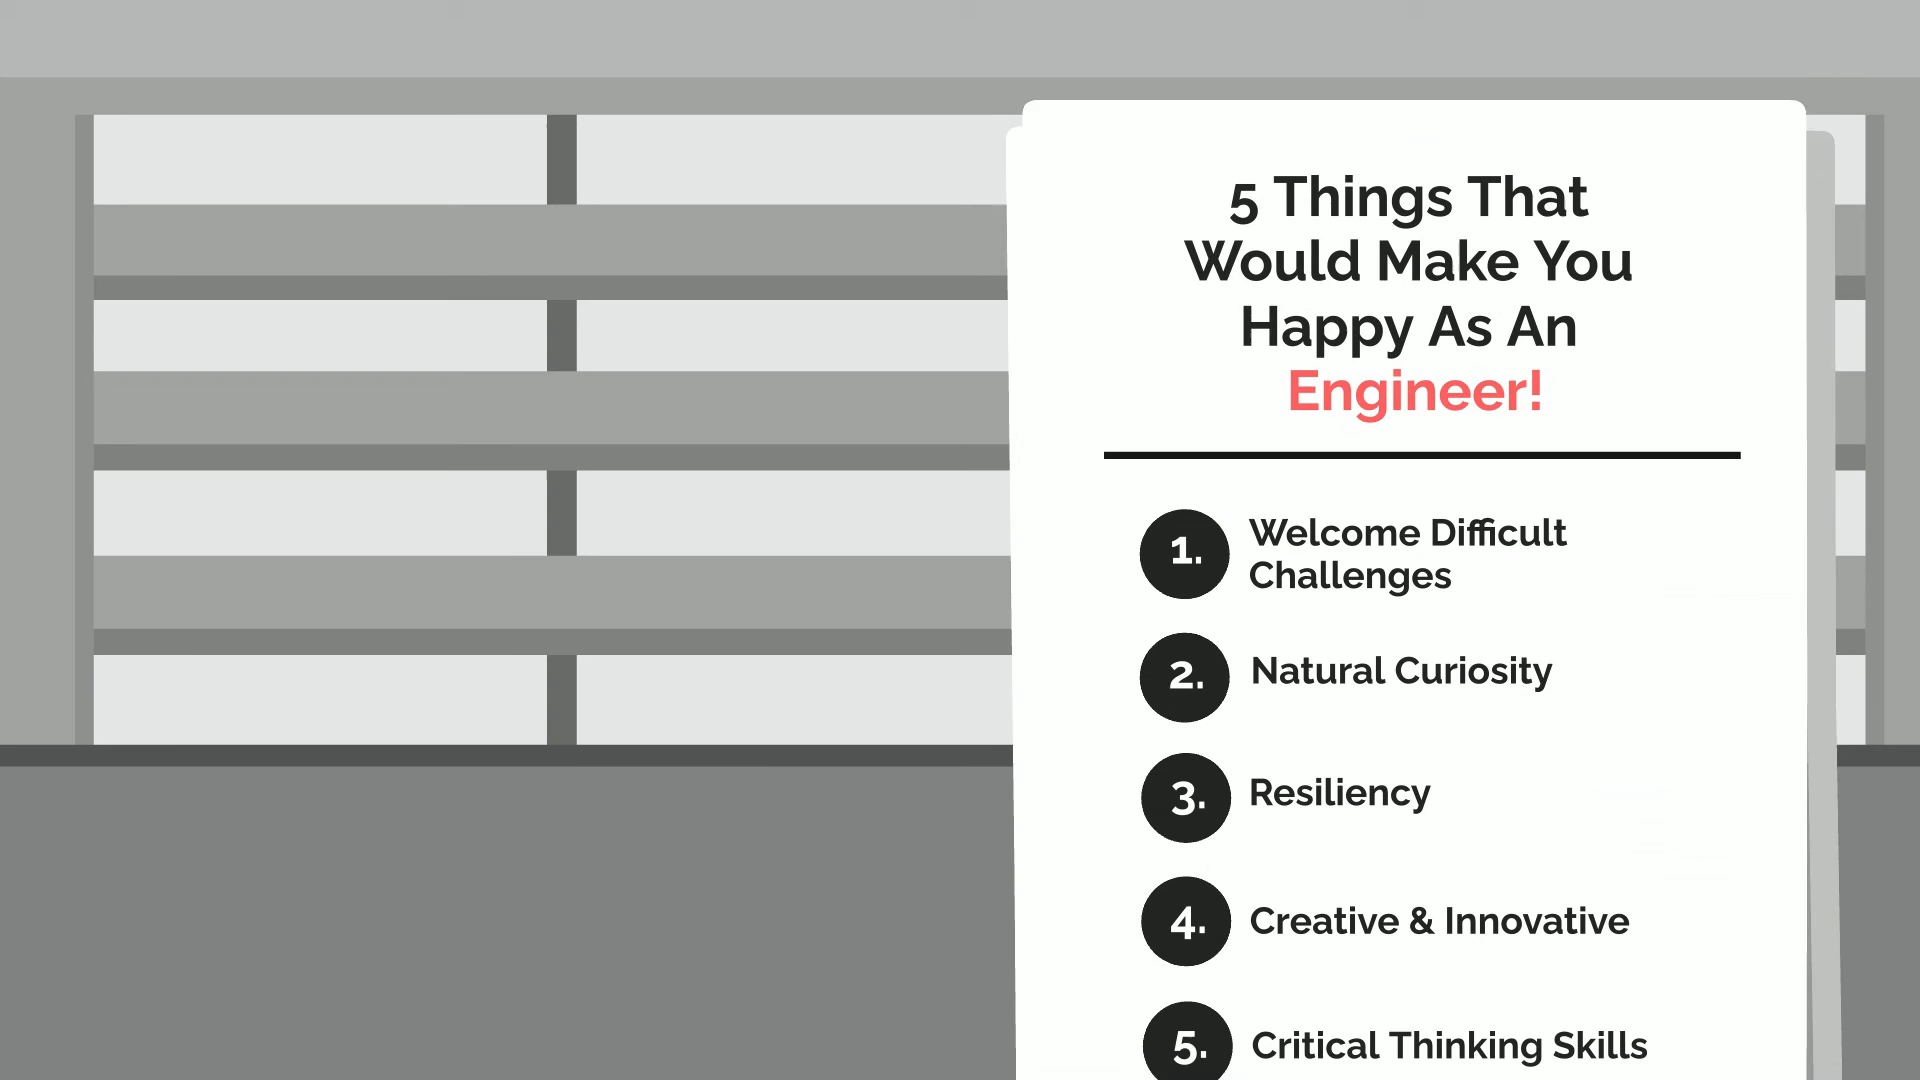 5 Things That
Would Make You
Happy As An
Engineer!
1. Welcome Difficult
Challenges
2. Natural Curiosity
3. Resiliency
4. Creative & Innovative
5. Critical Thinking Skills